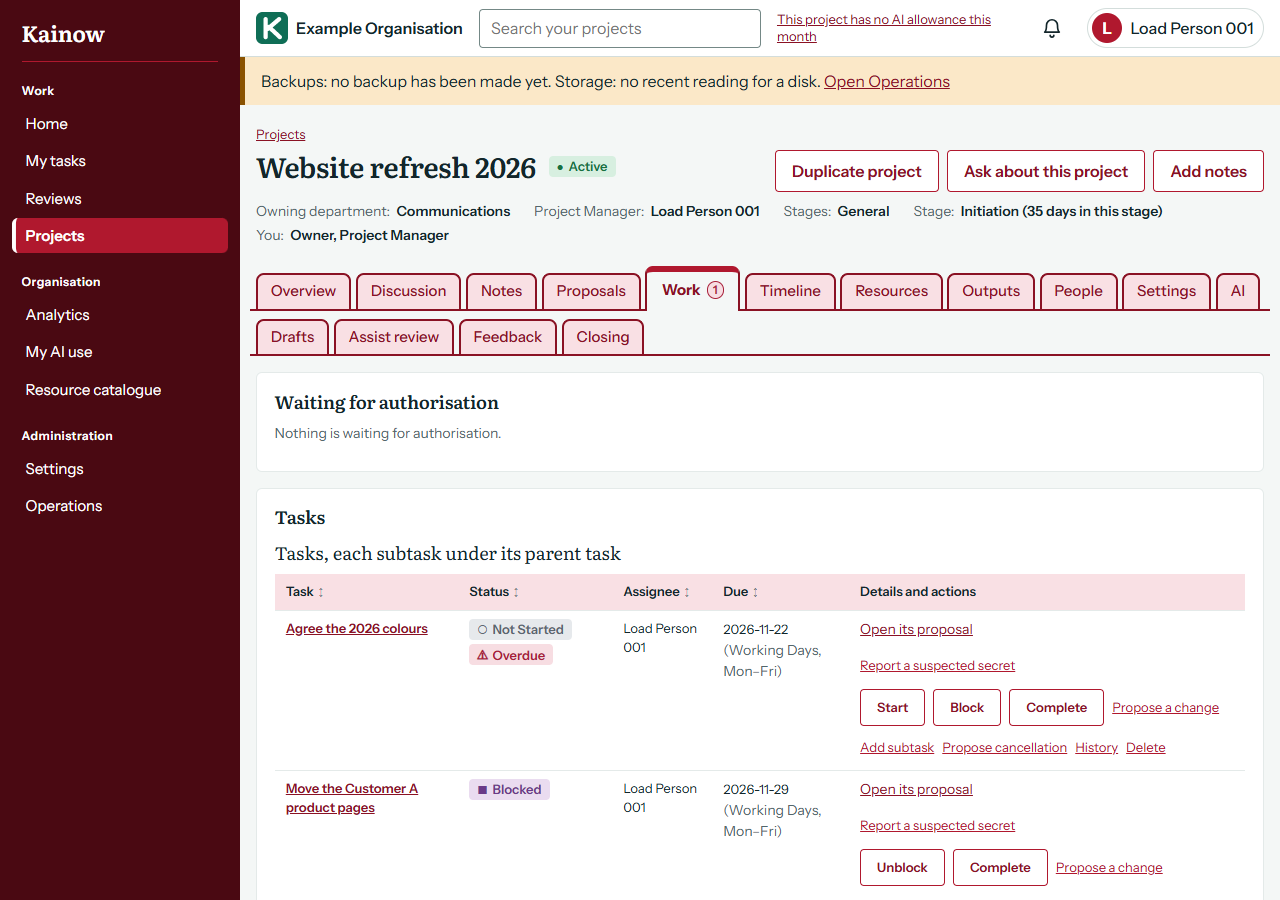 Kainow
Work
Home
My tasks
Reviews
Projects
Organisation
Analytics
My AI use
Resource catalogue
Administration
Settings
Operations
K
Example Organisation
Search your projects
This project has no AI allowance this
month
L
Load Person 001
Backups: no backup has been made yet. Storage: no recent reading for a disk. Open Operations
Projects
Website refresh 2026
Active
Duplicate project
Ask about this project
Add notes
Owning department: Communications Project Manager: Load Person 001 Stages: General Stage: Initiation (35 days in this stage)
You: Owner, Project Manager
Overview Discussion Notes Proposals Work 1 Timeline Resources Outputs People Settings AI
Drafts Assist review Feedback Closing
Waiting for authorisation
Nothing is waiting for authorisation.
Tasks
Tasks, each subtask under its parent task
Task Status Assignee Due Details and actions
Agree the 2026 colours
Not Started
Overdue
Load Person
001
2026-11-22
(Working Days,
Mon–Fri)
Open its proposal
Report a suspected secret
Start Block Complete Propose a change
Add subtask Propose cancellation History Delete
Move the Customer A
product pages
Blocked
Load Person
001
2026-11-29
(Working Days,
Mon–Fri)
Open its proposal
Report a suspected secret
Unblock Complete Propose a change